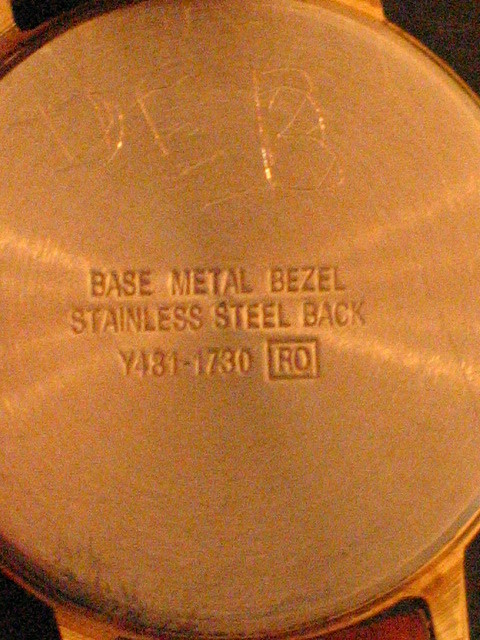 DEB
BASE METAL BEZEL
STAINLESS STEEL BACK
Y481-1730 RO